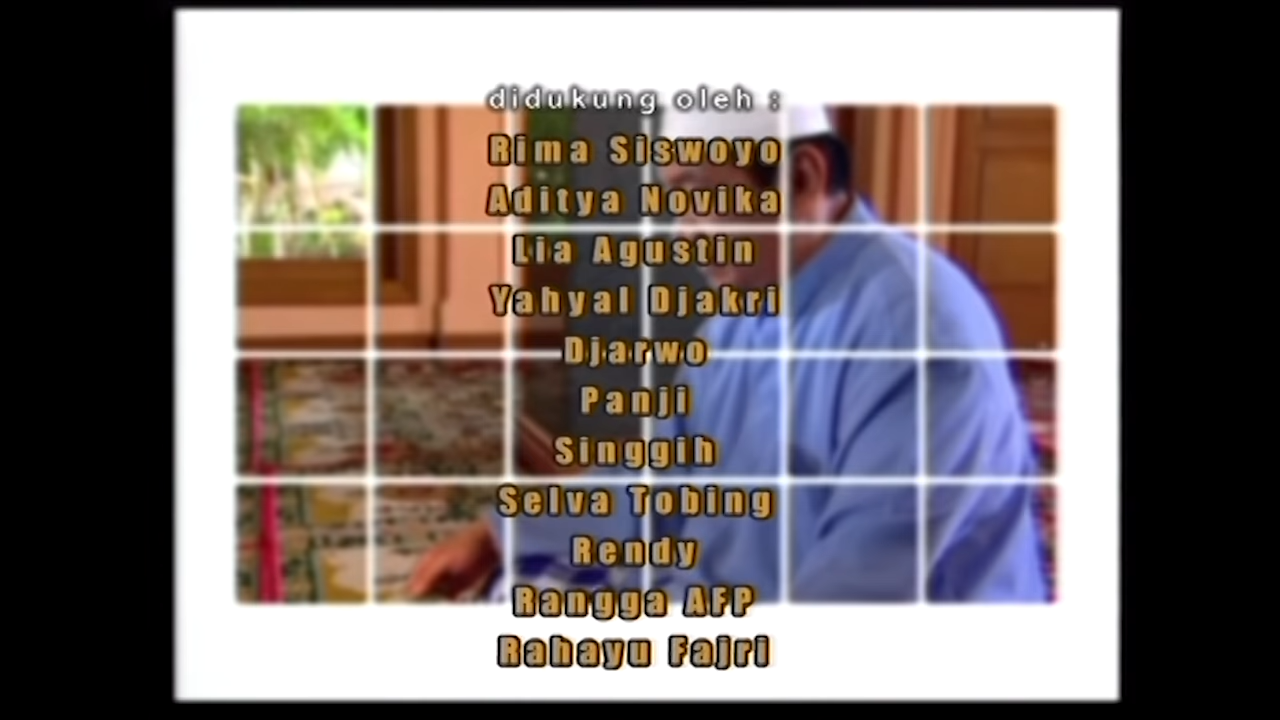 didukung oleh :
Rima Siswoyo
Aditya Novika
Lia Agustin
Yahyal Djakri
Djarwo
Panji
Singgih
Selva Tobing
Rendy
Rangga AFP
Rahayu Fajri